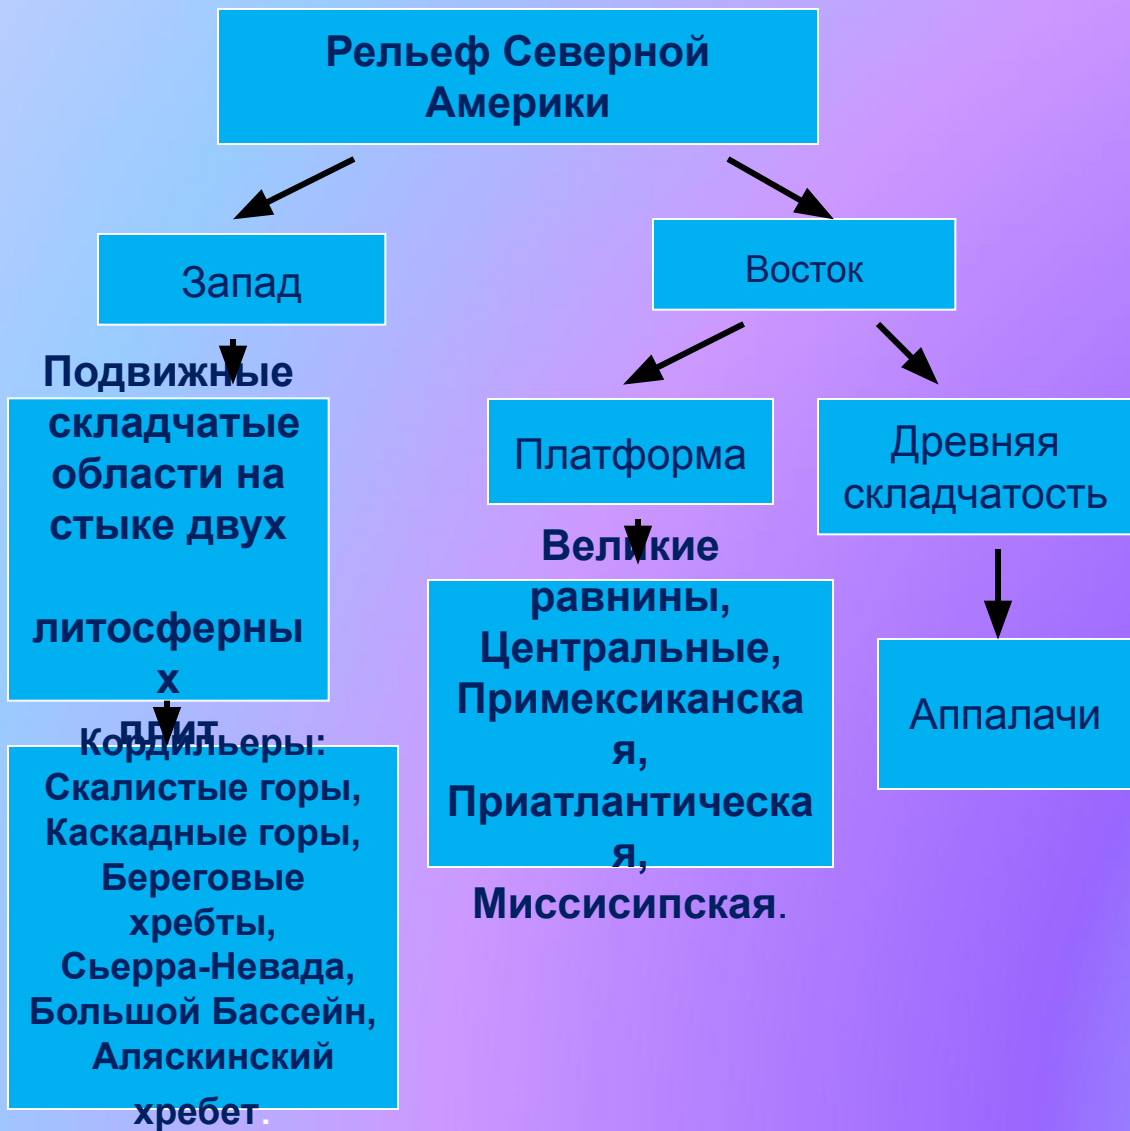 Рельеф Северной
Америки
Запад
Восток
Подвижные
складчатые
области на
стыке двух
литосферны
х
плит
Платформа
Древняя
складчатость
Великие
равнины,
Центральные,
Примексиканска
я,
Приатлантическа
я,
Миссисипская.
Аппалачи
Кордильеры:
Скалистые горы,
Каскадные горы,
Береговые
хребты,
Сьерра-Невада,
Большой Бассейн,
Аляскинский
хребет.